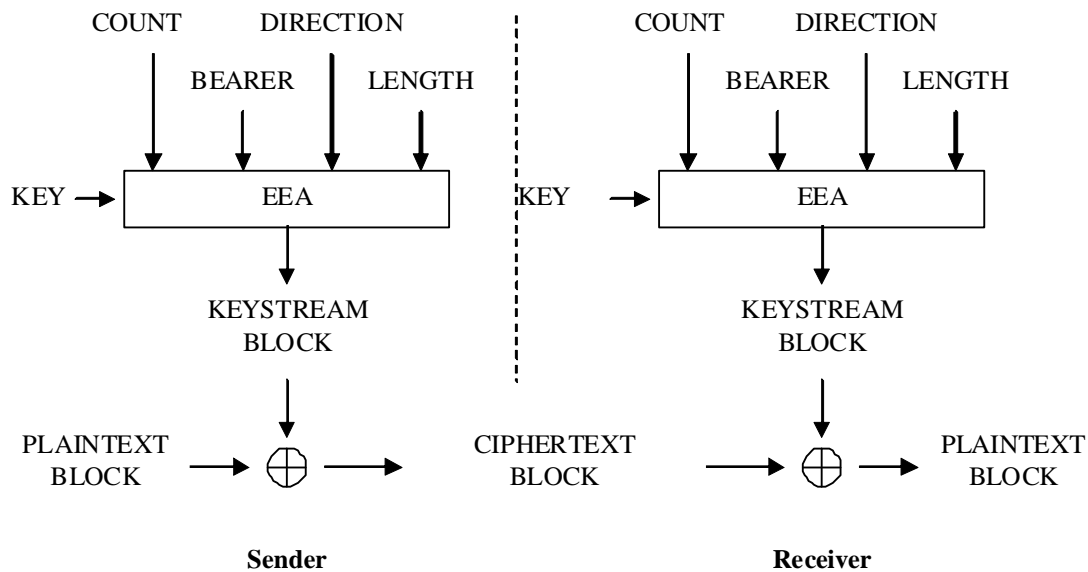 COUNT DIRECTION COUNT DIRECTION
BEARER LENGTH BEARER LENGTH
KEY EEA KEY EEA
KEYSTREAM KEYSTREAM
BLOCK BLOCK
PLAINTEXT CIPHERTEXT PLAINTEXT
BLOCK BLOCK BLOCK
Sender Receiver